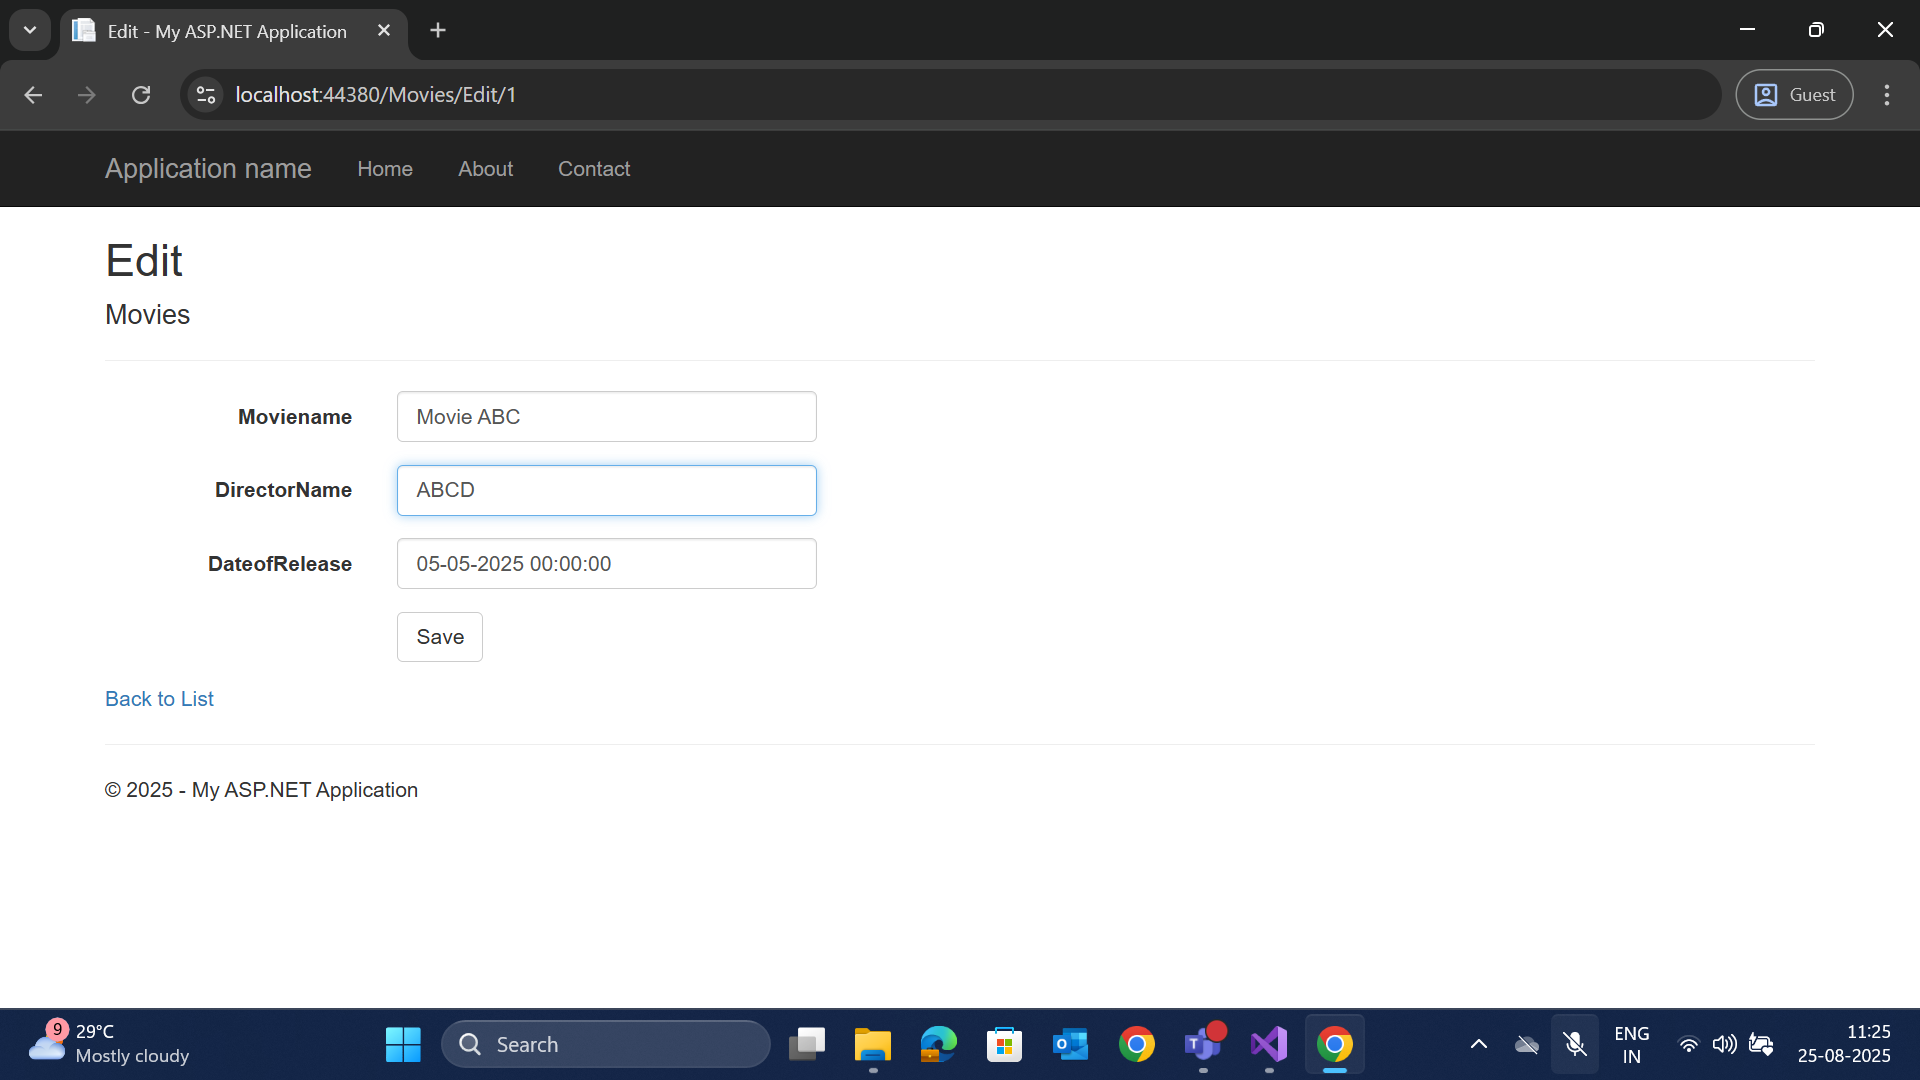 Edit - My ASP.NET Application
localhost:44380/Movies/Edit/1
Guest
Application name Home About Contact
Edit
Movies
Moviename Movie ABC
DirectorName ABCD
DateofRelease 05-05-2025 00:00:00
Save
Back to List
© 2025 - My ASP.NET Application
9 29°C
Mostly cloudy
Search
ENG
IN
11:25
25-08-2025